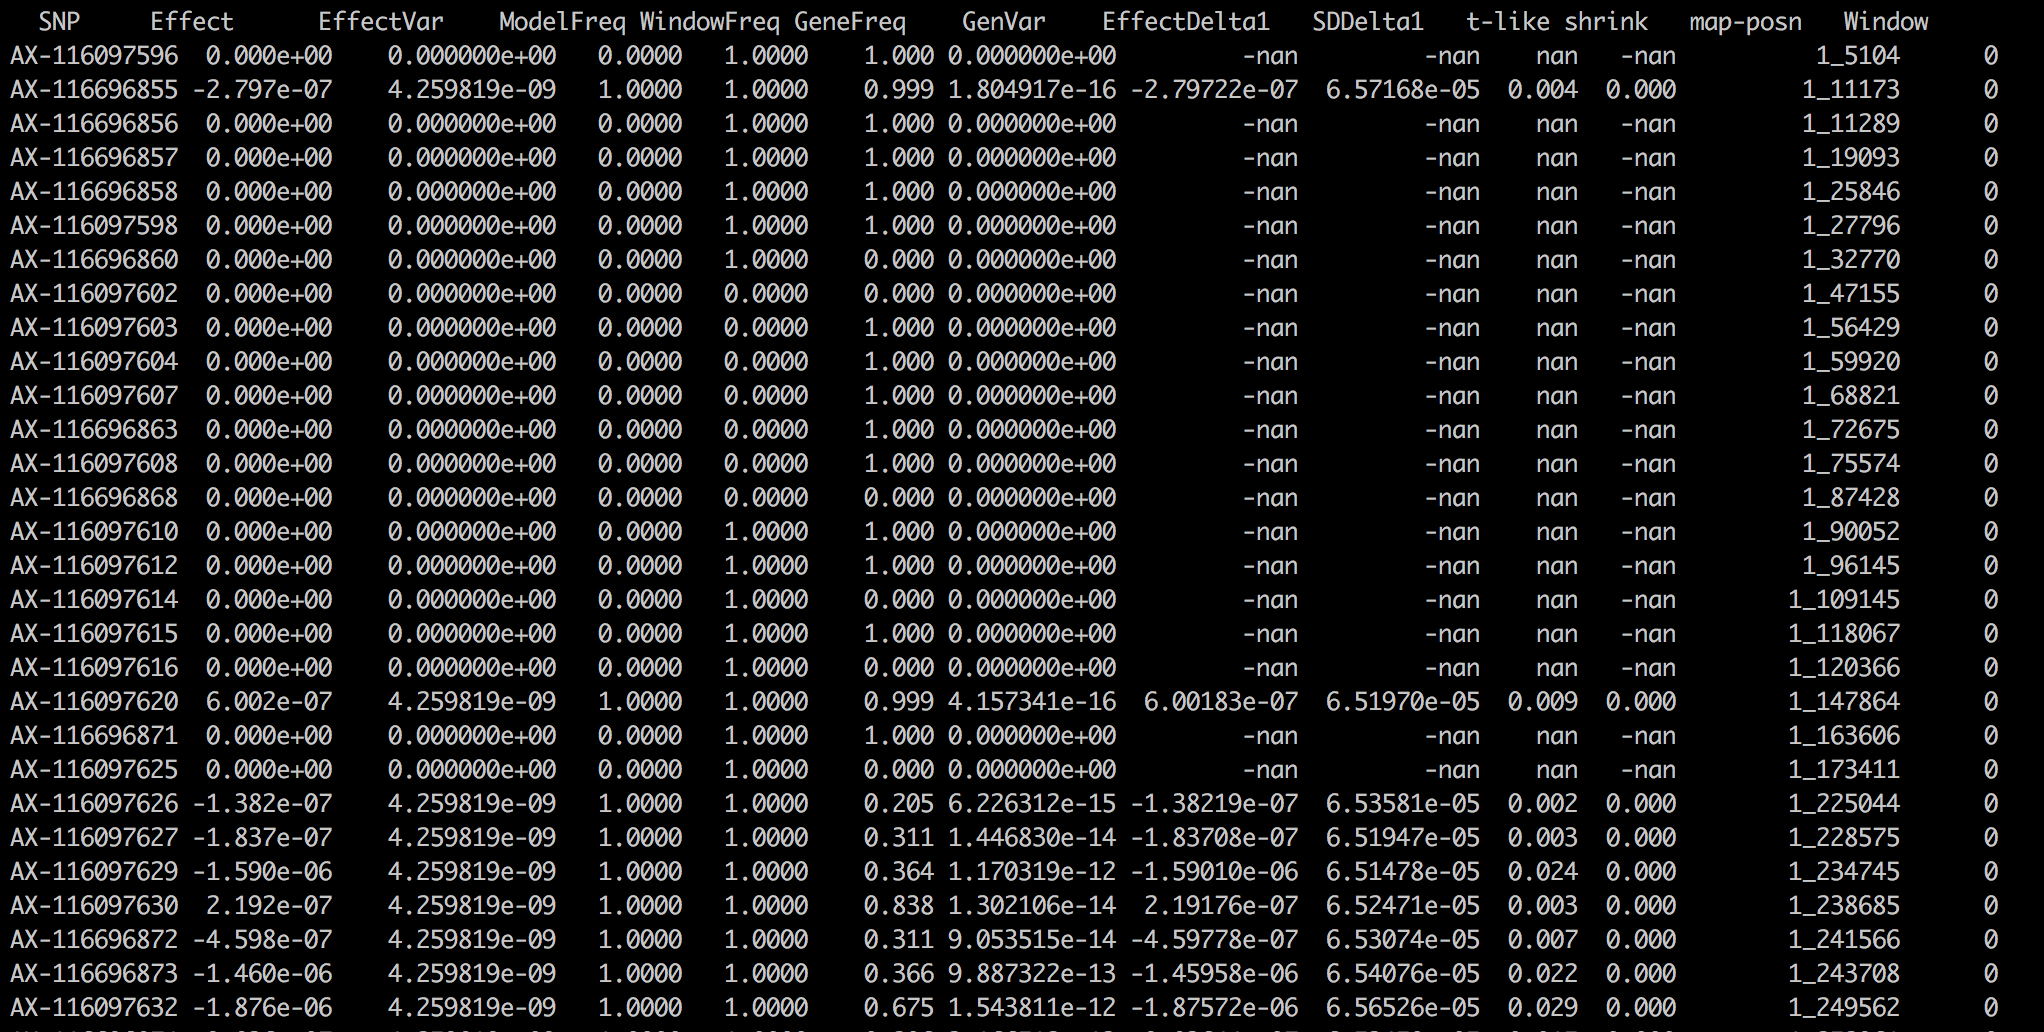 SNP Effect EffectVar ModelFreq WindowFreq GeneFreq GenVar EffectDelta1 SDDelta1 t-like shrink map-posn Window
AX-116097596 0.000e+00 0.000000e+00 0.0000 1.0000 1.000 0.000000e+00 -nan -nan nan -nan 1_5104 0
AX-116696855 -2.797e-07 4.259819e-09 1.0000 1.0000 0.999 1.804917e-16 -2.79722e-07 6.57168e-05 0.004 0.000 1_11173 0
AX-116696856 0.000e+00 0.000000e+00 0.0000 1.0000 1.000 0.000000e+00 -nan -nan nan -nan 1_11289 0
AX-116696857 0.000e+00 0.000000e+00 0.0000 1.0000 1.000 0.000000e+00 -nan -nan nan -nan 1_19093 0
AX-116696858 0.000e+00 0.000000e+00 0.0000 1.0000 1.000 0.000000e+00 -nan -nan nan -nan 1_25846 0
AX-116097598 0.000e+00 0.000000e+00 0.0000 1.0000 1.000 0.000000e+00 -nan -nan nan -nan 1_27796 0
AX-116696860 0.000e+00 0.000000e+00 0.0000 1.0000 0.000 0.000000e+00 -nan -nan nan -nan 1_32770 0
AX-116097602 0.000e+00 0.000000e+00 0.0000 0.0000 0.000 0.000000e+00 -nan -nan nan -nan 1_47155 0
AX-116097603 0.000e+00 0.000000e+00 0.0000 0.0000 1.000 0.000000e+00 -nan -nan nan -nan 1_56429 0
AX-116097604 0.000e+00 0.000000e+00 0.0000 0.0000 1.000 0.000000e+00 -nan -nan nan -nan 1_59920 0
AX-116097607 0.000e+00 0.000000e+00 0.0000 0.0000 1.000 0.000000e+00 -nan -nan nan -nan 1_68821 0
AX-116696863 0.000e+00 0.000000e+00 0.0000 0.0000 1.000 0.000000e+00 -nan -nan nan -nan 1_72675 0
AX-116097608 0.000e+00 0.000000e+00 0.0000 0.0000 1.000 0.000000e+00 -nan -nan nan -nan 1_75574 0
AX-116696868 0.000e+00 0.000000e+00 0.0000 0.0000 0.000 0.000000e+00 -nan -nan nan -nan 1_87428 0
AX-116097610 0.000e+00 0.000000e+00 0.0000 1.0000 1.000 0.000000e+00 -nan -nan nan -nan 1_90052 0
AX-116097612 0.000e+00 0.000000e+00 0.0000 1.0000 1.000 0.000000e+00 -nan -nan nan -nan 1_96145 0
AX-116097614 0.000e+00 0.000000e+00 0.0000 1.0000 0.000 0.000000e+00 -nan -nan nan -nan 1_109145 0
AX-116097615 0.000e+00 0.000000e+00 0.0000 1.0000 1.000 0.000000e+00 -nan -nan nan -nan 1_118067 0
AX-116097616 0.000e+00 0.000000e+00 0.0000 1.0000 0.000 0.000000e+00 -nan -nan nan -nan 1_120366 0
AX-116097620 6.002e-07 4.259819e-09 1.0000 1.0000 0.999 4.157341e-16 6.00183e-07 6.51970e-05 0.009 0.000 1_147864 0
AX-116696871 0.000e+00 0.000000e+00 0.0000 1.0000 1.000 0.000000e+00 -nan -nan nan -nan 1_163606 0
AX-116097625 0.000e+00 0.000000e+00 0.0000 1.0000 0.000 0.000000e+00 -nan -nan nan -nan 1_173411 0
AX-116097626 -1.382e-07 4.259819e-09 1.0000 1.0000 0.205 6.226312e-15 -1.38219e-07 6.53581e-05 0.002 0.000 1_225044 0
AX-116097627 -1.837e-07 4.259819e-09 1.0000 1.0000 0.311 1.446830e-14 -1.83708e-07 6.51947e-05 0.003 0.000 1_228575 0
AX-116097629 -1.590e-06 4.259819e-09 1.0000 1.0000 0.364 1.170319e-12 -1.59010e-06 6.51478e-05 0.024 0.000 1_234745 0
AX-116097630 2.192e-07 4.259819e-09 1.0000 1.0000 0.838 1.302106e-14 2.19176e-07 6.52471e-05 0.003 0.000 1_238685 0
AX-116696872 -4.598e-07 4.259819e-09 1.0000 1.0000 0.311 9.053515e-14 -4.59778e-07 6.53074e-05 0.007 0.000 1_241566 0
AX-116696873 -1.460e-06 4.259819e-09 1.0000 1.0000 0.366 9.887322e-13 -1.45958e-06 6.54076e-05 0.022 0.000 1_243708 0
AX-116097632 -1.876e-06 4.259819e-09 1.0000 1.0000 0.675 1.543811e-12 -1.87572e-06 6.56526e-05 0.029 0.000 1_249562 0